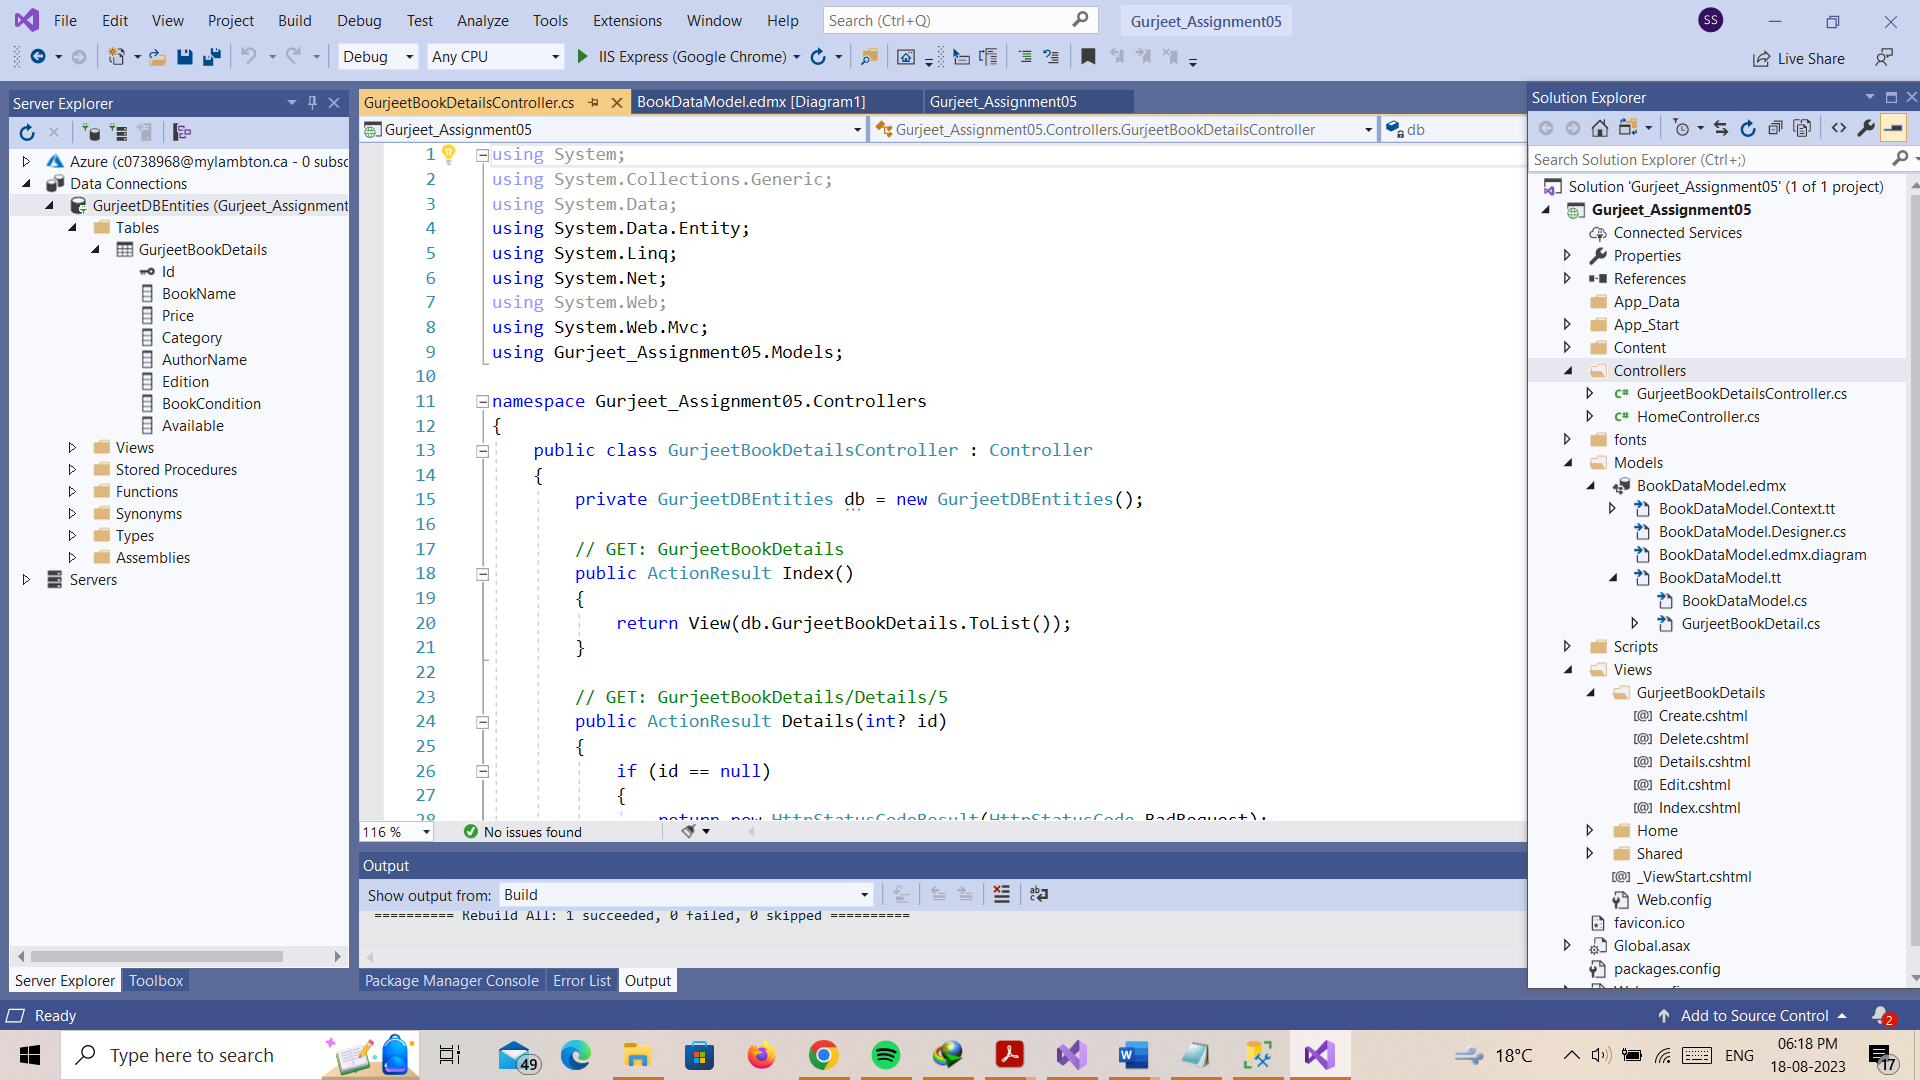 File Edit View Project Build Debug Test Analyze Tools Extensions Window Help Search (Ctrl+Q) Gurjeet_Assignment05 SS
Debug Any CPU IIS Express (Google Chrome) Live Share
Server Explorer
Azure (c0738968@mylambton.ca - 0 subsc
Data Connections
GurjeetDBEntities (Gurjeet_Assignment
Tables
GurjeetBookDetails
Id
BookName
Price
Category
AuthorName
Edition
BookCondition
Available
Views
Stored Procedures
Functions
Synonyms
Types
Assemblies
Servers
Server Explorer Toolbox
GurjeetBookDetailsController.cs BookDataModel.edmx [Diagram1] Gurjeet_Assignment05
Gurjeet_Assignment05 Gurjeet_Assignment05.Controllers.GurjeetBookDetailsController db
1 using System;
2 using System.Collections.Generic;
3 using System.Data;
4 using System.Data.Entity;
5 using System.Linq;
6 using System.Net;
7 using System.Web;
8 using System.Web.Mvc;
9 using Gurjeet_Assignment05.Models;
10
11 namespace Gurjeet_Assignment05.Controllers
12 {
13 public class GurjeetBookDetailsController : Controller
14 {
15 private GurjeetDBEntities db = new GurjeetDBEntities();
16
17 // GET: GurjeetBookDetails
18 public ActionResult Index()
19 {
20 return View(db.GurjeetBookDetails.ToList());
21 }
22
23 // GET: GurjeetBookDetails/Details/5
24 public ActionResult Details(int? id)
25 {
26 if (id == null)
27 {
28 return new HttpStatusCodeResult(HttpStatusCode.BadRequest);
116 % No issues found
Output
Show output from: Build
========== Rebuild All: 1 succeeded, 0 failed, 0 skipped ==========
Package Manager Console Error List Output
Solution Explorer
Search Solution Explorer (Ctrl+;)
Solution 'Gurjeet_Assignment05' (1 of 1 project)
Gurjeet_Assignment05
Connected Services
Properties
References
App_Data
App_Start
Content
Controllers
C# GurjeetBookDetailsController.cs
C# HomeController.cs
fonts
Models
BookDataModel.edmx
BookDataModel.Context.tt
BookDataModel.Designer.cs
BookDataModel.edmx.diagram
BookDataModel.tt
BookDataModel.cs
GurjeetBookDetail.cs
Scripts
Views
GurjeetBookDetails
[@] Create.cshtml
[@] Delete.cshtml
[@] Details.cshtml
[@] Edit.cshtml
[@] Index.cshtml
Home
Shared
[@] _ViewStart.cshtml
Web.config
favicon.ico
Global.asax
packages.config
Ready Add to Source Control 2
Type here to search 49 18°C ENG 06:18 PM
18-08-2023 17